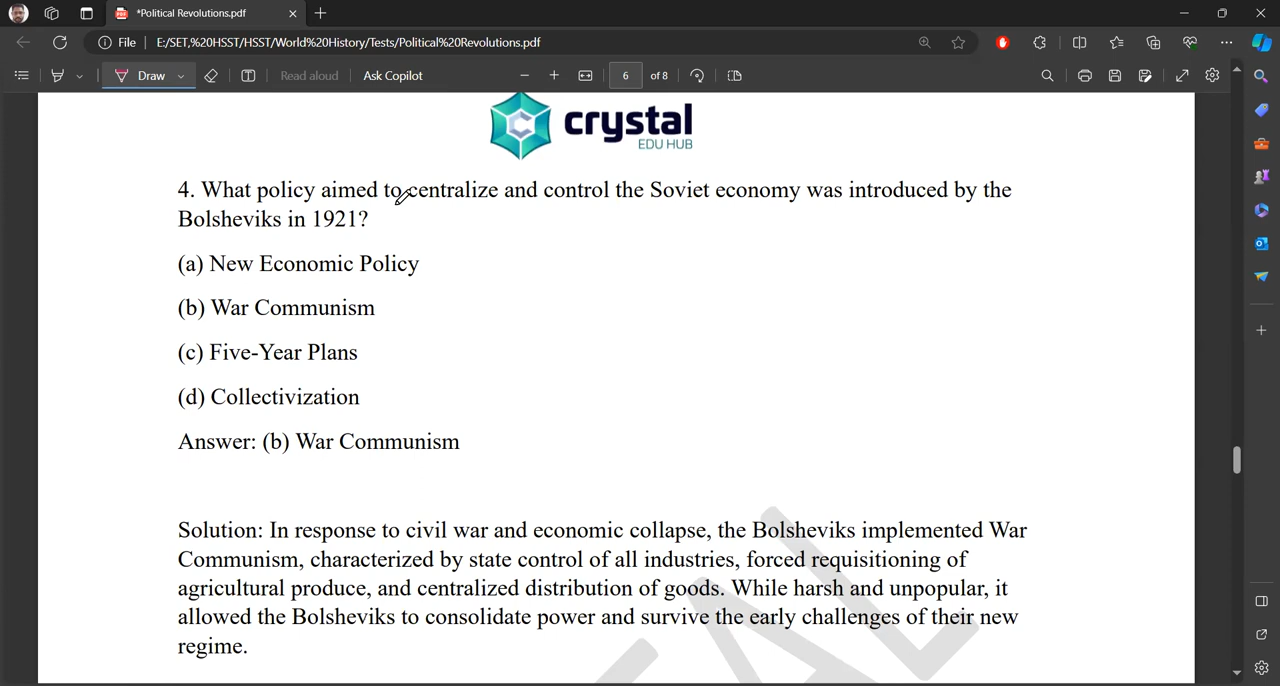 *Political Revolutions.pdf
File | E:/SET,%20HSST/HSST/World%20History/Tests/Political%20Revolutions.pdf
Draw Read aloud Ask Copilot 6 of 8
crystal
EDU HUB
4. What policy aimed to centralize and control the Soviet economy was introduced by the
Bolsheviks in 1921?
(a) New Economic Policy
(b) War Communism
(c) Five-Year Plans
(d) Collectivization
Answer: (b) War Communism
Solution: In response to civil war and economic collapse, the Bolsheviks implemented War
Communism, characterized by state control of all industries, forced requisitioning of
agricultural produce, and centralized distribution of goods. While harsh and unpopular, it
allowed the Bolsheviks to consolidate power and survive the early challenges of their new
regime.